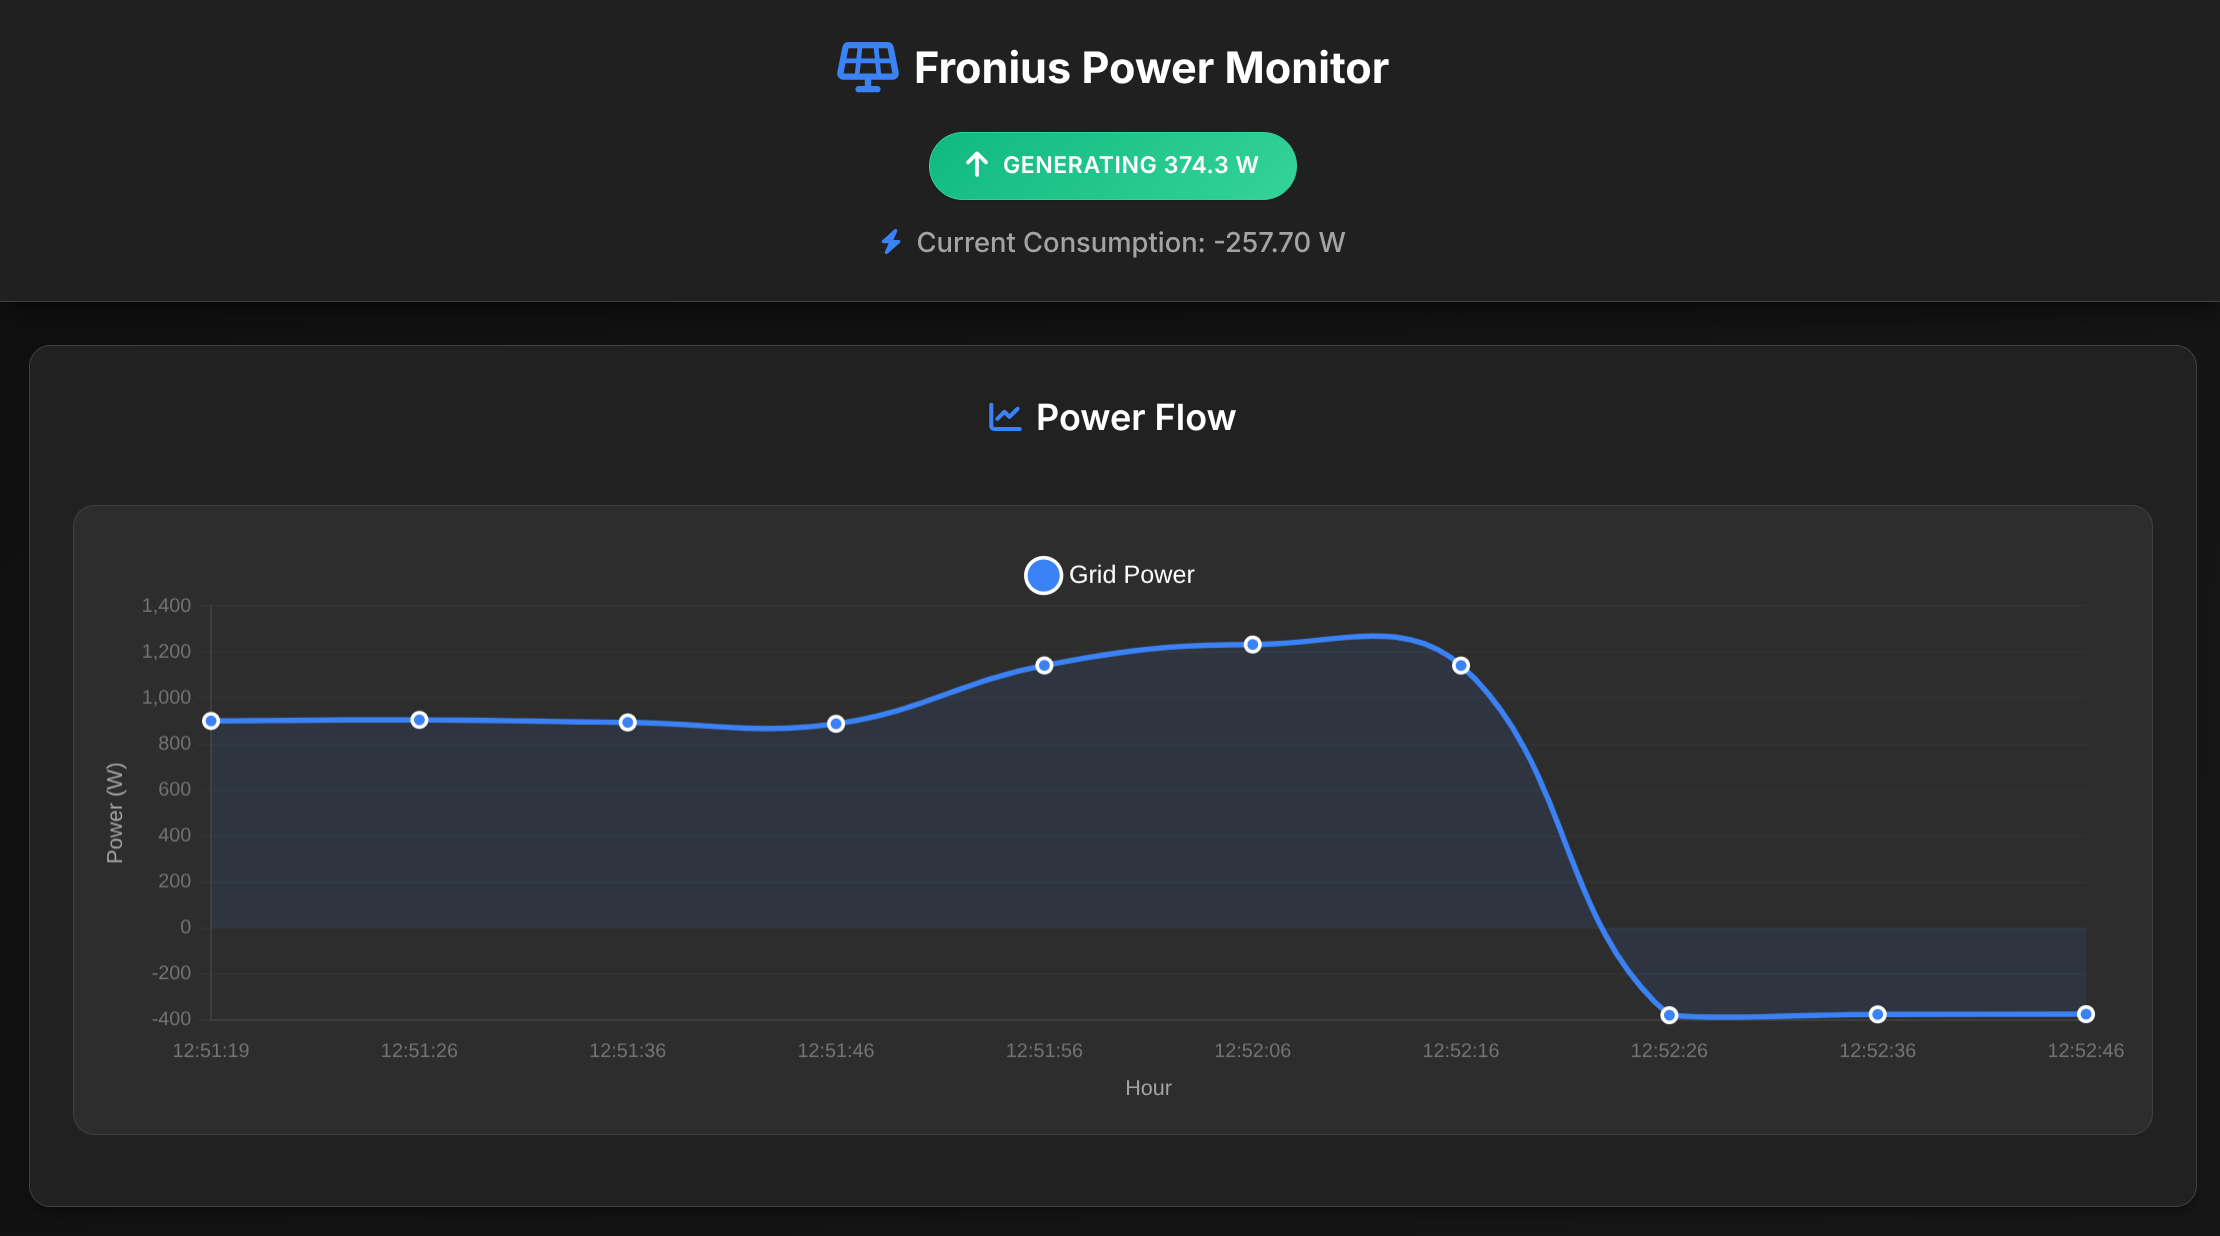 Fronius Power Monitor
GENERATING 374.3 W
Current Consumption: -257.70 W
Power Flow
Grid Power
1,400
1,200
1,000
800
600
400
200
0
-200
-400
Power (W)
12:51:19 12:51:26 12:51:36 12:51:46 12:51:56 12:52:06 12:52:16 12:52:26 12:52:36 12:52:46
Hour